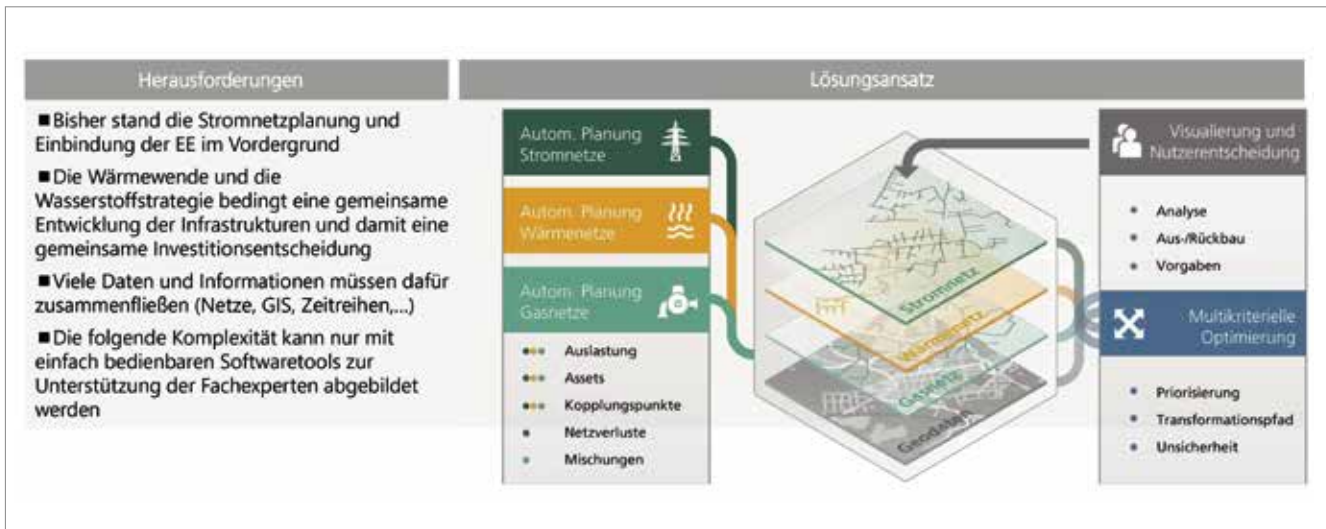 Herausforderungen
■Bisher stand die Stromnetzplanung und
Einbindung der EE im Vordergrund
■Die Wärmewende und die
Wasserstoffstrategie bedingt eine gemeinsame
Entwicklung der Infrastrukturen und damit eine
gemeinsame Investitionsentscheidung
■Viele Daten und Informationen müssen dafür
zusammenfließen (Netze, GIS, Zeitreihen,...)
■Die folgende Komplexität kann nur mit
einfach bedienbaren Softwaretools zur
Unterstützung der Fachexperten abgebildet
werden
Lösungsansatz
Autom. Planung
Stromnetze
Autom. Planung
Wärmenetze
Autom. Planung
Gasnetze
Auslastung
Assets
Kopplungspunkte
Netzverluste
Mischungen
Stromnetz
Wärmenetz
Gasnetz
Geodaten
Visualierung und
Nutzerentscheidung
• Analyse
• Aus-/Rückbau
• Vorgaben
Multikriterielle
Optimierung
• Priorisierung
• Transformationspfad
• Unsicherheit